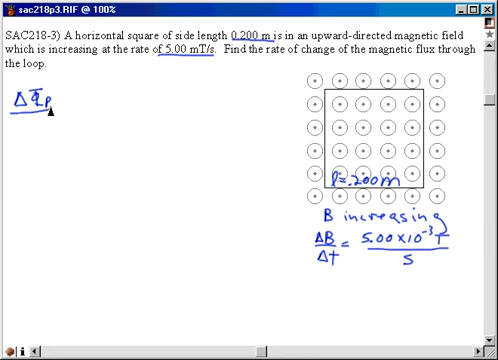 sac218p3.RIF @ 100%
SAC218-3) A horizontal square of side length 0.200 m is in an upward-directed magnetic field
which is increasing at the rate of 5.00 mT/s. Find the rate of change of the magnetic flux through
the loop.
ΔΦ
l=.200m
B increasing
ΔB/Δt = 5.00×10⁻³T/s